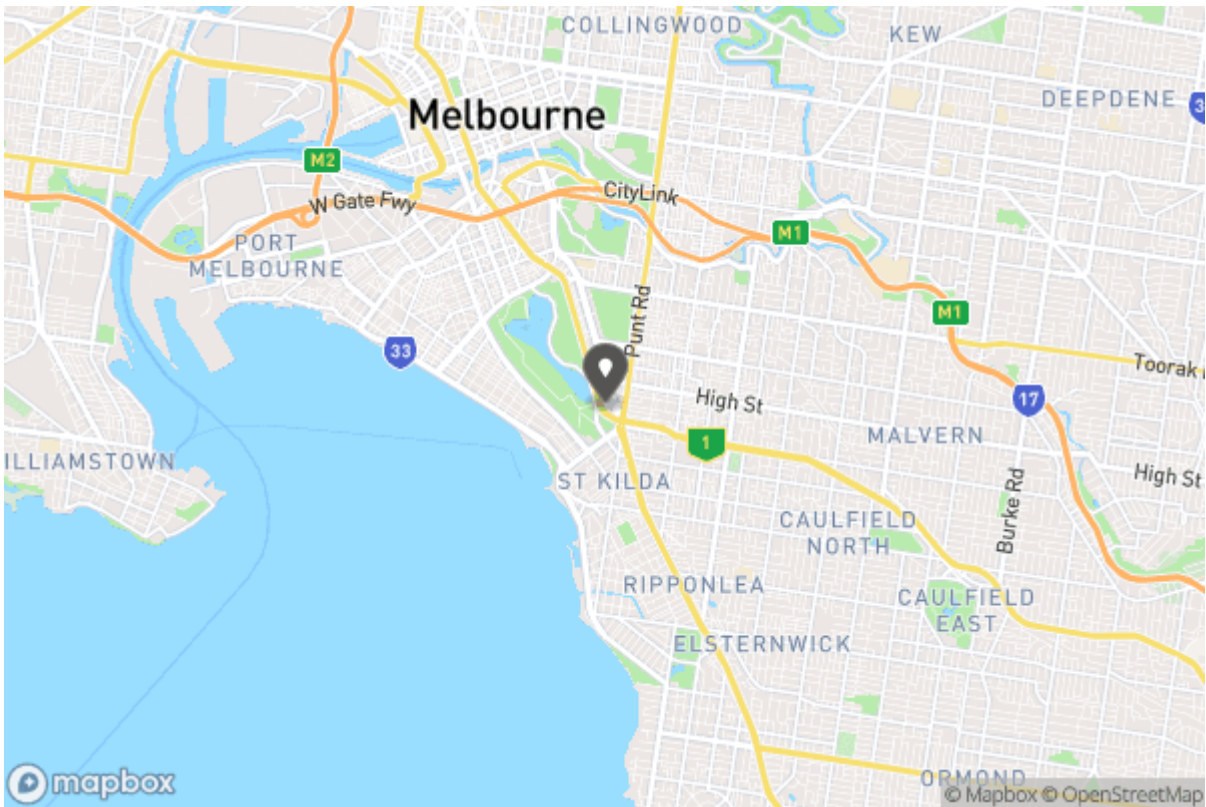 COLLINGWOOD
KEW
DEEPDENE
3
Melbourne
M2
CityLink
W Gate Fwy
M1
PORT
MELBOURNE
M1
Punt Rd
33
Toorak
High St
17
1
MALVERN
ILLIAMSTOWN
High St
ST KILDA
Burke Rd
CAULFIELD
NORTH
RIPPONLEA
CAULFIELD
EAST
ELSTERNWICK
ORMOND
mapbox
© Mapbox © OpenStreetMap